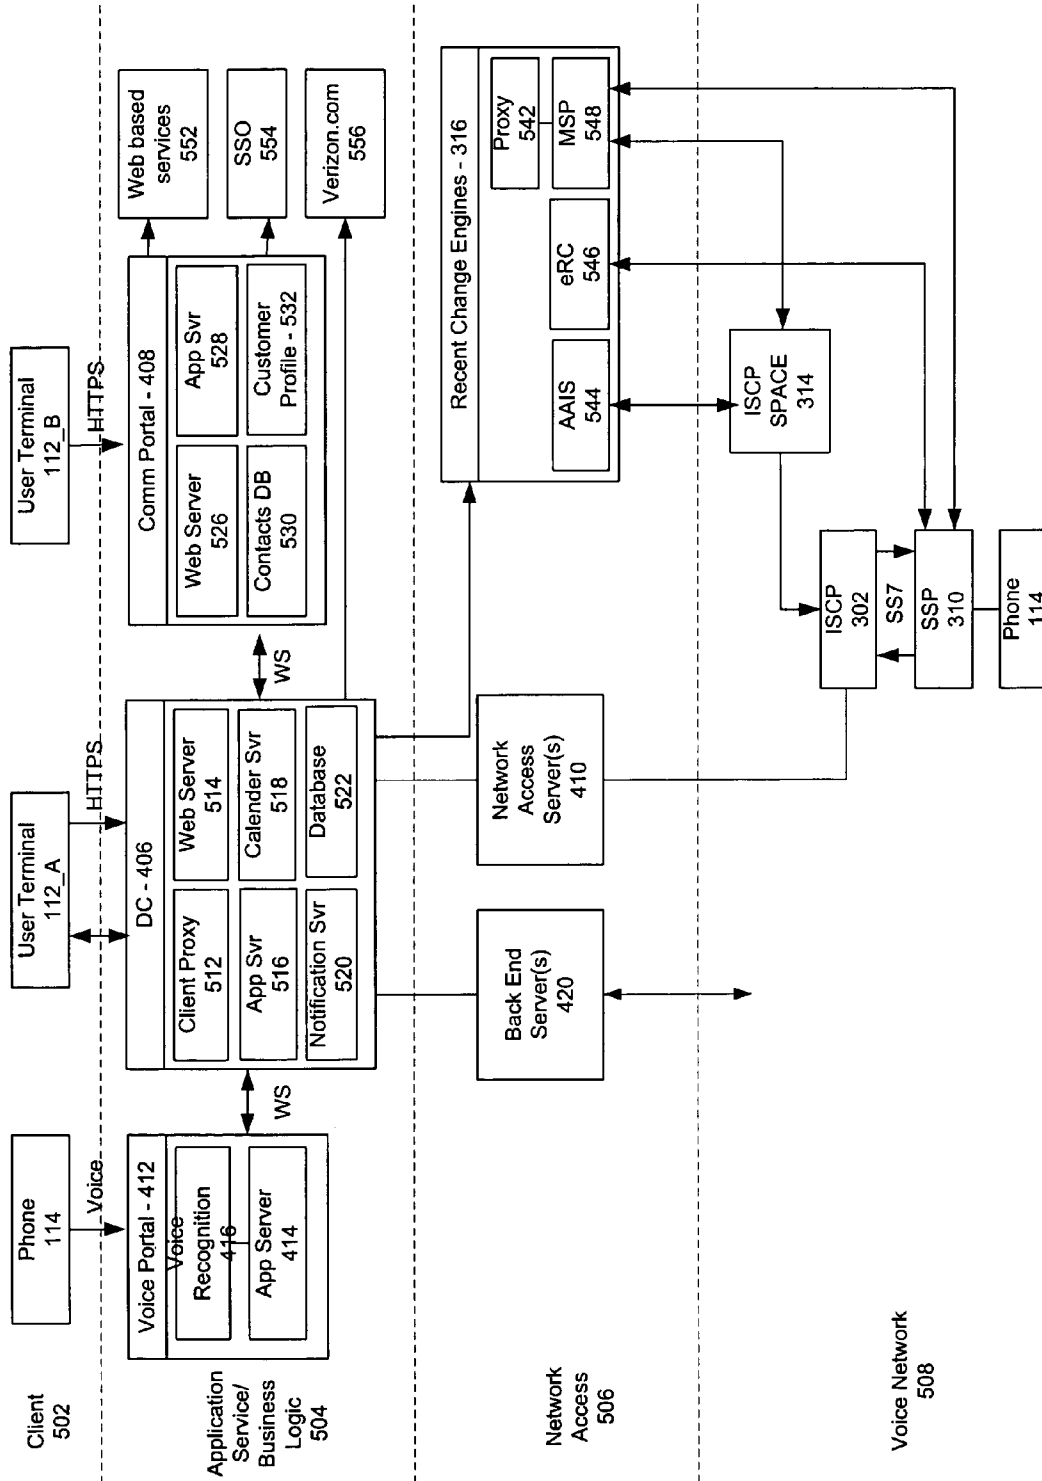 Client
502
Phone
114
User Terminal
112_A
User Terminal
112_B
Voice
HTTPS
HTTPS
Application
Service/
Business
Logic
504
Voice Portal - 412
Voice
Recognition
416
App Server
414
WS
DC - 406
Client Proxy
512
Web Server
514
App Svr
516
Calender Svr
518
Notification Svr
520
Database
522
WS
Comm Portal - 408
Web Server
526
App Svr
528
Contacts DB
530
Customer
Profile - 532
Web based
services
552
SSO
554
Verizon.com
556
Network
Access
506
Back End
Server(s)
420
Network
Access
Server(s)
410
Recent Change Engines - 316
Proxy
542
AAIS
544
eRC
546
MSP
548
Voice Network
508
ISCP
SPACE
314
ISCP
302
SS7
SSP
310
Phone
114